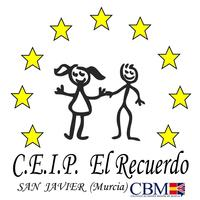 C.E.I.P. El Recuerdo
SAN JAVIER (Murcia)
CBM